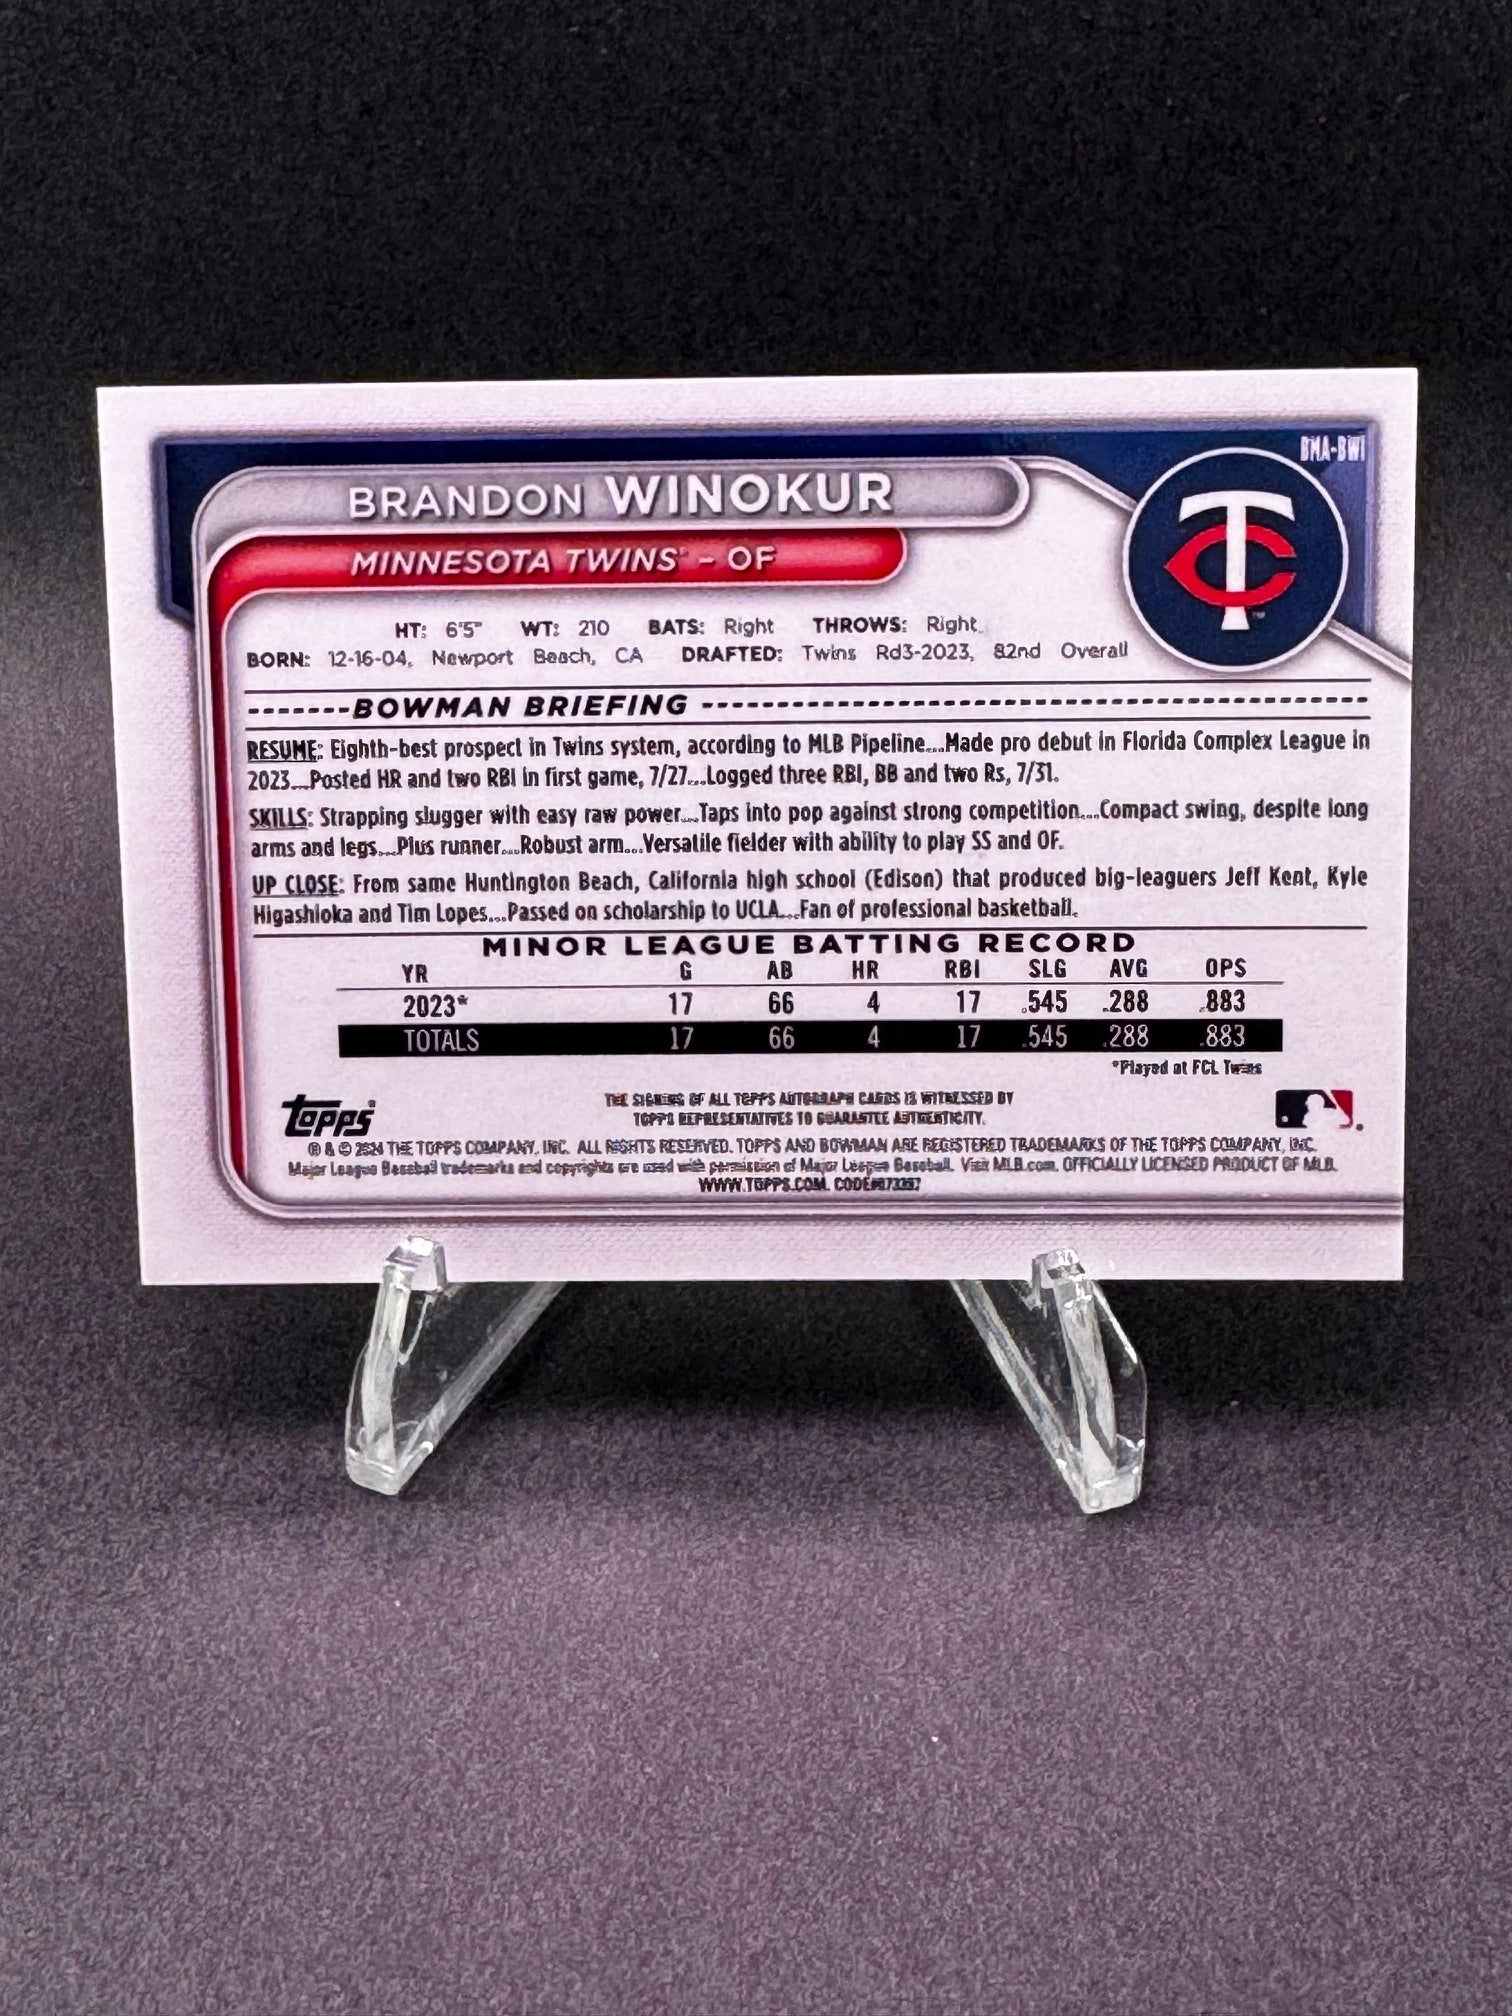 BMA-BWI
BRANDON WINOKUR
MINNESOTA TWINS - OF
TC
HT: 6'5" WT: 210 BATS: Right THROWS: Right
BORN: 12-16-04, Newport Beach, CA DRAFTED: Twins Rd3-2023, 82nd Overall
BOWMAN BRIEFING
RESUME: Eighth-best prospect in Twins system, according to MLB Pipeline...Made pro debut in Florida Complex League in
2023...Posted HR and two RBI in first game, 7/27...Logged three RBI, BB and two Rs, 7/31.
SKILLS: Strapping slugger with easy raw power...Taps into pop against strong competition...Compact swing, despite long
arms and legs...Plus runner...Robust arm...Versatile fielder with ability to play SS and OF.
UP CLOSE: From same Huntington Beach, California high school (Edison) that produced big-leaguers Jeff Kent, Kyle
Higashioka and Tim Lopes...Passed on scholarship to UCLA...Fan of professional basketball.
MINOR LEAGUE BATTING RECORD
YR G AB HR RBI SLG AVG OPS
2023* 17 66 4 17 .545 .288 .883
TOTALS 17 66 4 17 .545 .288 .883
*Played at FCL Twins
topps
THE SIGNING OF ALL TOPPS AUTOGRAPH CARDS IS WITNESSED BY
TOPPS REPRESENTATIVES TO GUARANTEE AUTHENTICITY.
® & © 2024 THE TOPPS COMPANY, INC. ALL RIGHTS RESERVED. TOPPS AND BOWMAN ARE REGISTERED TRADEMARKS OF THE TOPPS COMPANY, INC.
Major League Baseball trademarks and copyrights are used with permission of Major League Baseball. Visit MLB.com. OFFICIALLY LICENSED PRODUCT OF MLB.
WWW.TOPPS.COM.